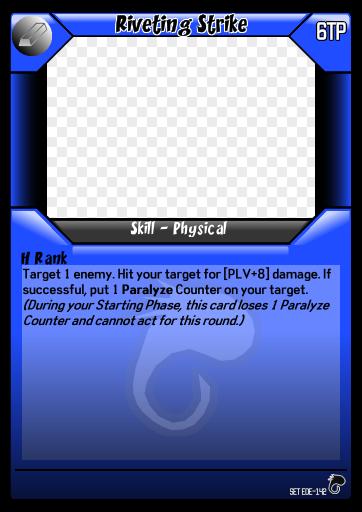 Riveting Strike
6TP
Skill - Physical
H Rank
Target 1 enemy. Hit your target for [PLV+8] damage. If
successful, put 1 Paralyze Counter on your target.
(During your Starting Phase, this card loses 1 Paralyze
Counter and cannot act for this round.)
SET EOE-142